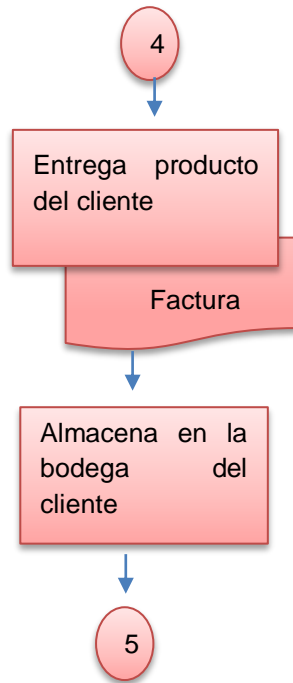 4
Entrega producto
del cliente
Factura
Almacena en la
bodega del
cliente
5